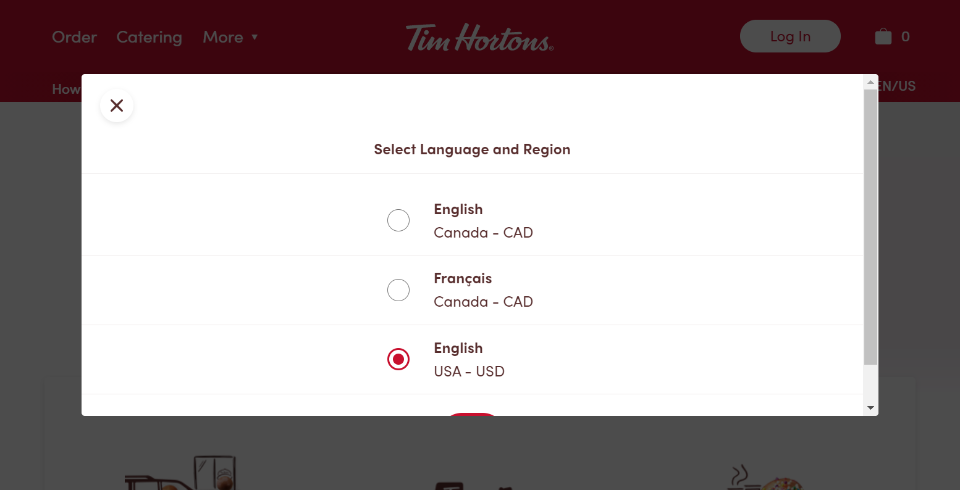 Order Catering More ▼ Tim Hortons® Log In 0
How
EN/US
Select Language and Region
English
Canada - CAD
Français
Canada - CAD
English
USA - USD